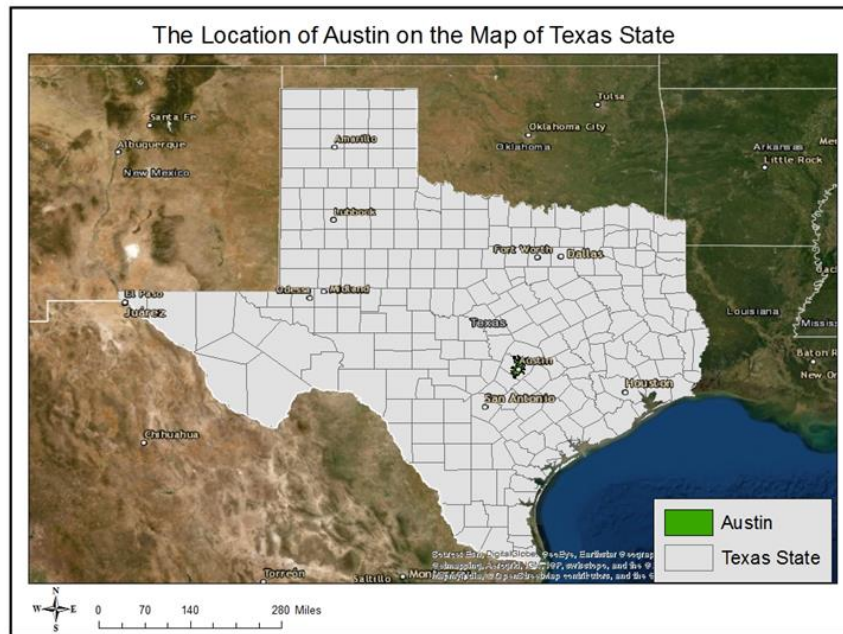 The Location of Austin on the Map of Texas State
Tulsa
Santa Fe
Oklahoma City
Amarillo
Albuquerque
Oklahoma
Arkansas
Little Rock
New Mexico
Lubbock
Fort Worth
Dallas
Odessa
Midland
El Paso
Juárez
Louisiana
Texas
Mississ
Austin
Baton R
Houston
New Or
San Antonio
Chihuahua
Austin
Texas State
Torreón
Saltillo
N
W E
S
0 70 140 280 Miles